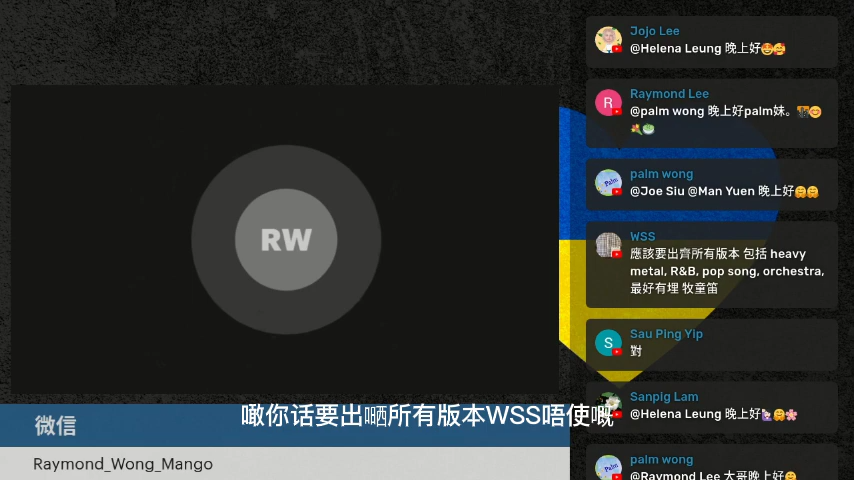 RW
微信
噉你话要出嗮所有版本WSS唔使嘅
Raymond_Wong_Mango
Jojo Lee
@Helena Leung 晚上好😍🥰
R
Raymond Lee
@palm wong 晚上好palm妹。🎇😊
💐🍵
Palm
palm wong
@Joe Siu @Man Yuen 晚上好🤗🤗
WSS
應該要出齊所有版本 包括 heavy
metal, R&B, pop song, orchestra,
最好有埋 牧童笛
S
Sau Ping Yip
對
Sanpig Lam
@Helena Leung 晚上好🙋🏻‍♀️🤗🌸
Palm
palm wong
@Raymond Lee 大哥晚上好🤗